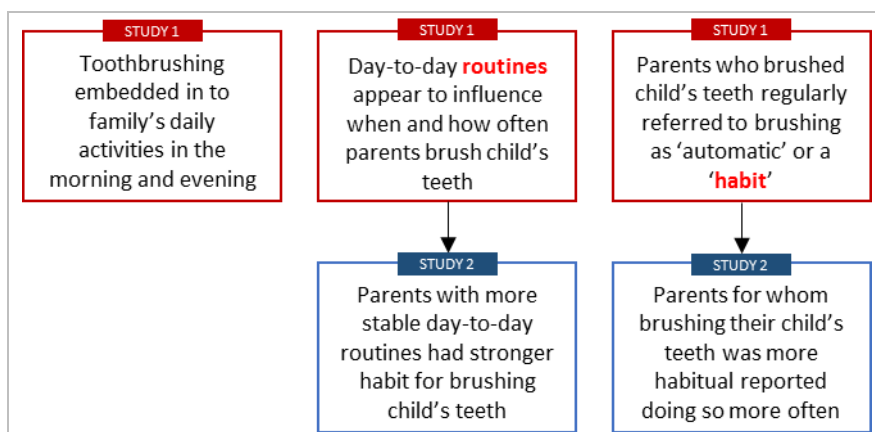 STUDY 1
Toothbrushing
embedded in to
family's daily
activities in the
morning and evening
STUDY 1
Day-to-day routines
appear to influence
when and how often
parents brush child's
teeth
STUDY 1
Parents who brushed
child's teeth regularly
referred to brushing
as 'automatic' or a
'habit'
STUDY 2
Parents with more
stable day-to-day
routines had stronger
habit for brushing
child's teeth
STUDY 2
Parents for whom
brushing their child's
teeth was more
habitual reported
doing so more often